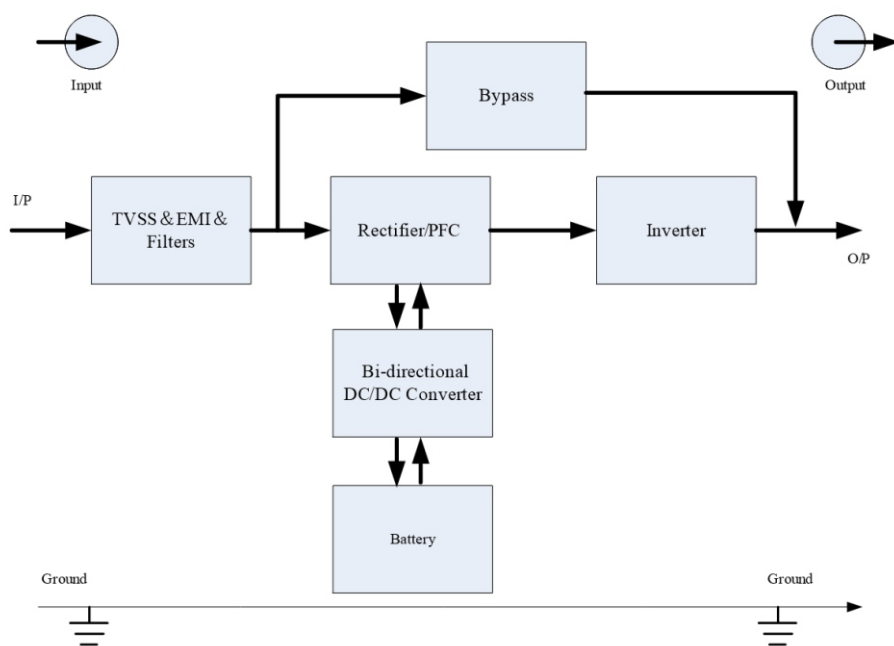 Input
Output
Bypass
I/P
TVSS＆EMI＆
Filters
Rectifier/PFC
Inverter
O/P
Bi-directional
DC/DC Converter
Battery
Ground
Ground